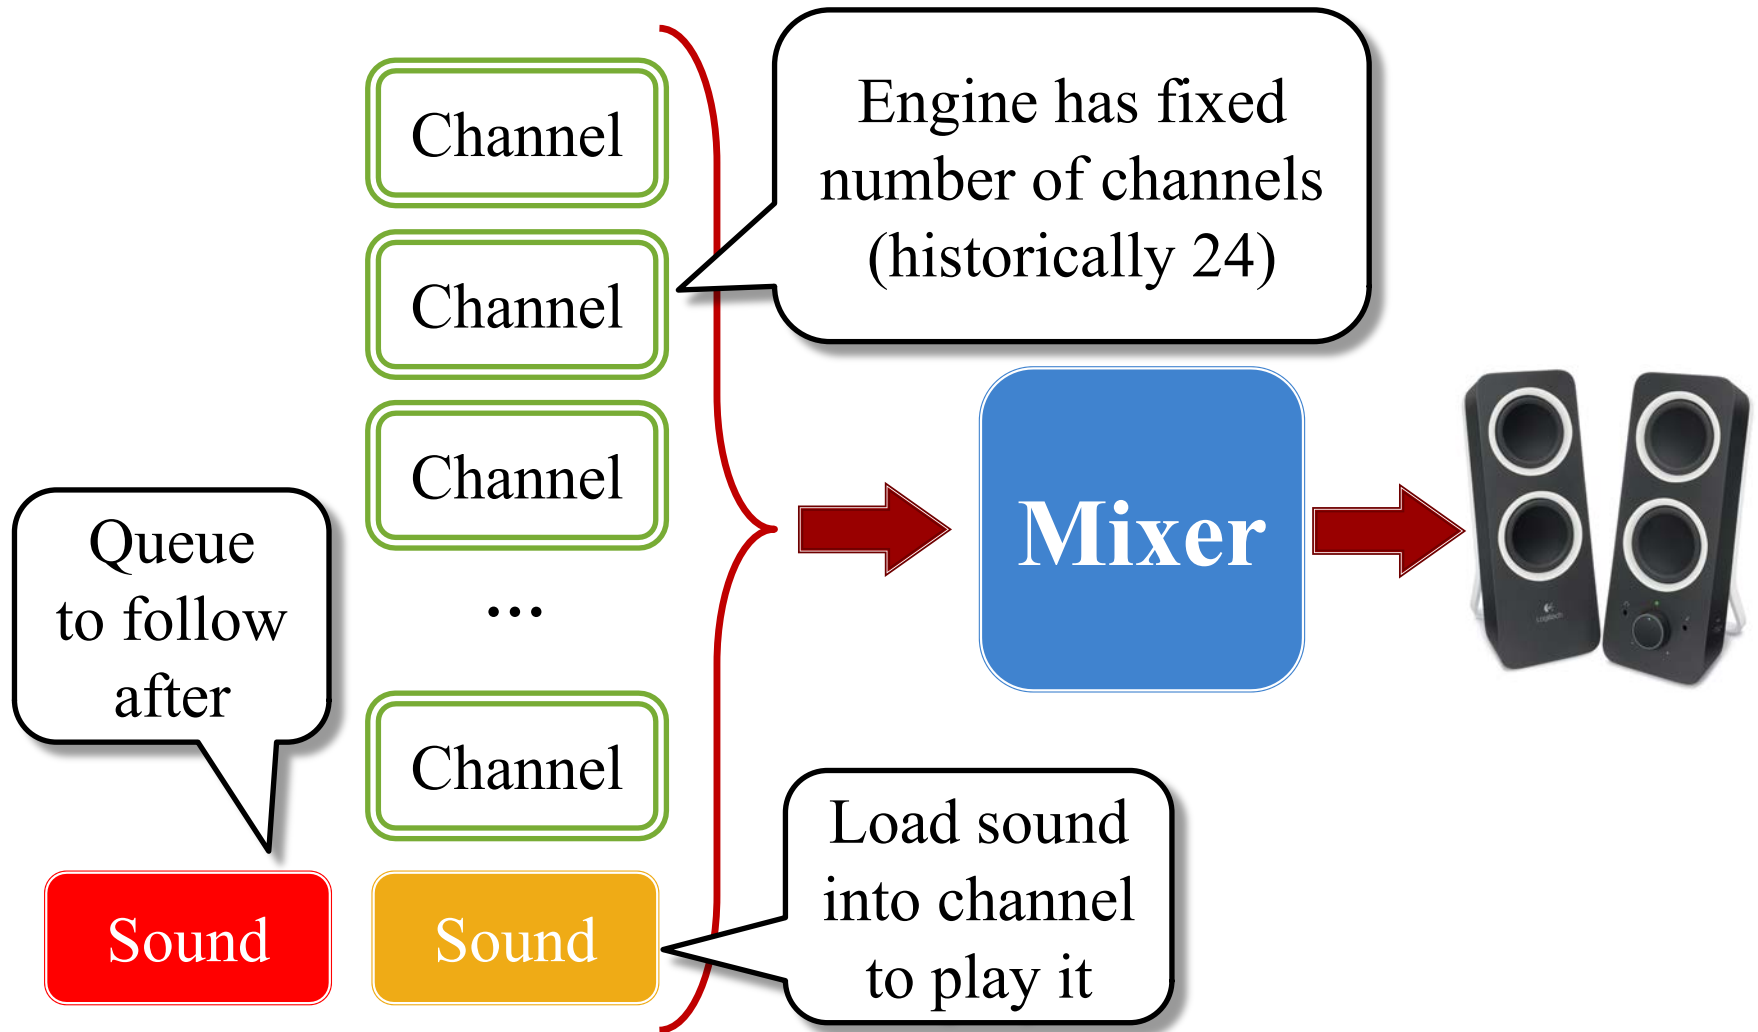 Channel
Engine has fixed
number of channels
(historically 24)
Channel
Channel
Mixer
Queue
to follow
after
...
Channel
Load sound
into channel
to play it
Sound
Sound
Logitech